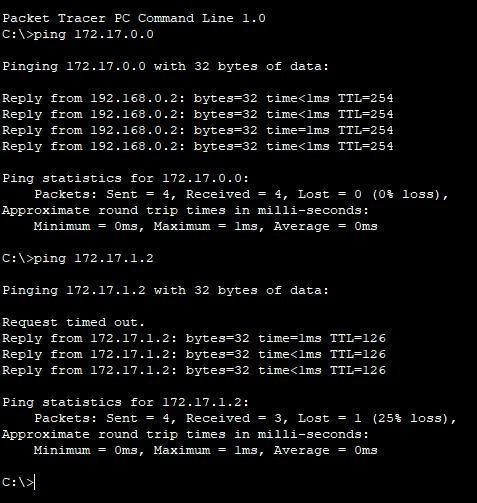 Packet Tracer PC Command Line 1.0
C:\>ping 172.17.0.0
Pinging 172.17.0.0 with 32 bytes of data:
Reply from 192.168.0.2: bytes=32 time<1ms TTL=254
Reply from 192.168.0.2: bytes=32 time<1ms TTL=254
Reply from 192.168.0.2: bytes=32 time=1ms TTL=254
Reply from 192.168.0.2: bytes=32 time<1ms TTL=254
Ping statistics for 172.17.0.0:
Packets: Sent = 4, Received = 4, Lost = 0 (0% loss),
Approximate round trip times in milli-seconds:
Minimum = 0ms, Maximum = 1ms, Average = 0ms
C:\>ping 172.17.1.2
Pinging 172.17.1.2 with 32 bytes of data:
Request timed out.
Reply from 172.17.1.2: bytes=32 time=1ms TTL=126
Reply from 172.17.1.2: bytes=32 time<1ms TTL=126
Reply from 172.17.1.2: bytes=32 time<1ms TTL=126
Ping statistics for 172.17.1.2:
Packets: Sent = 4, Received = 3, Lost = 1 (25% loss),
Approximate round trip times in milli-seconds:
Minimum = 0ms, Maximum = 1ms, Average = 0ms
C:\>